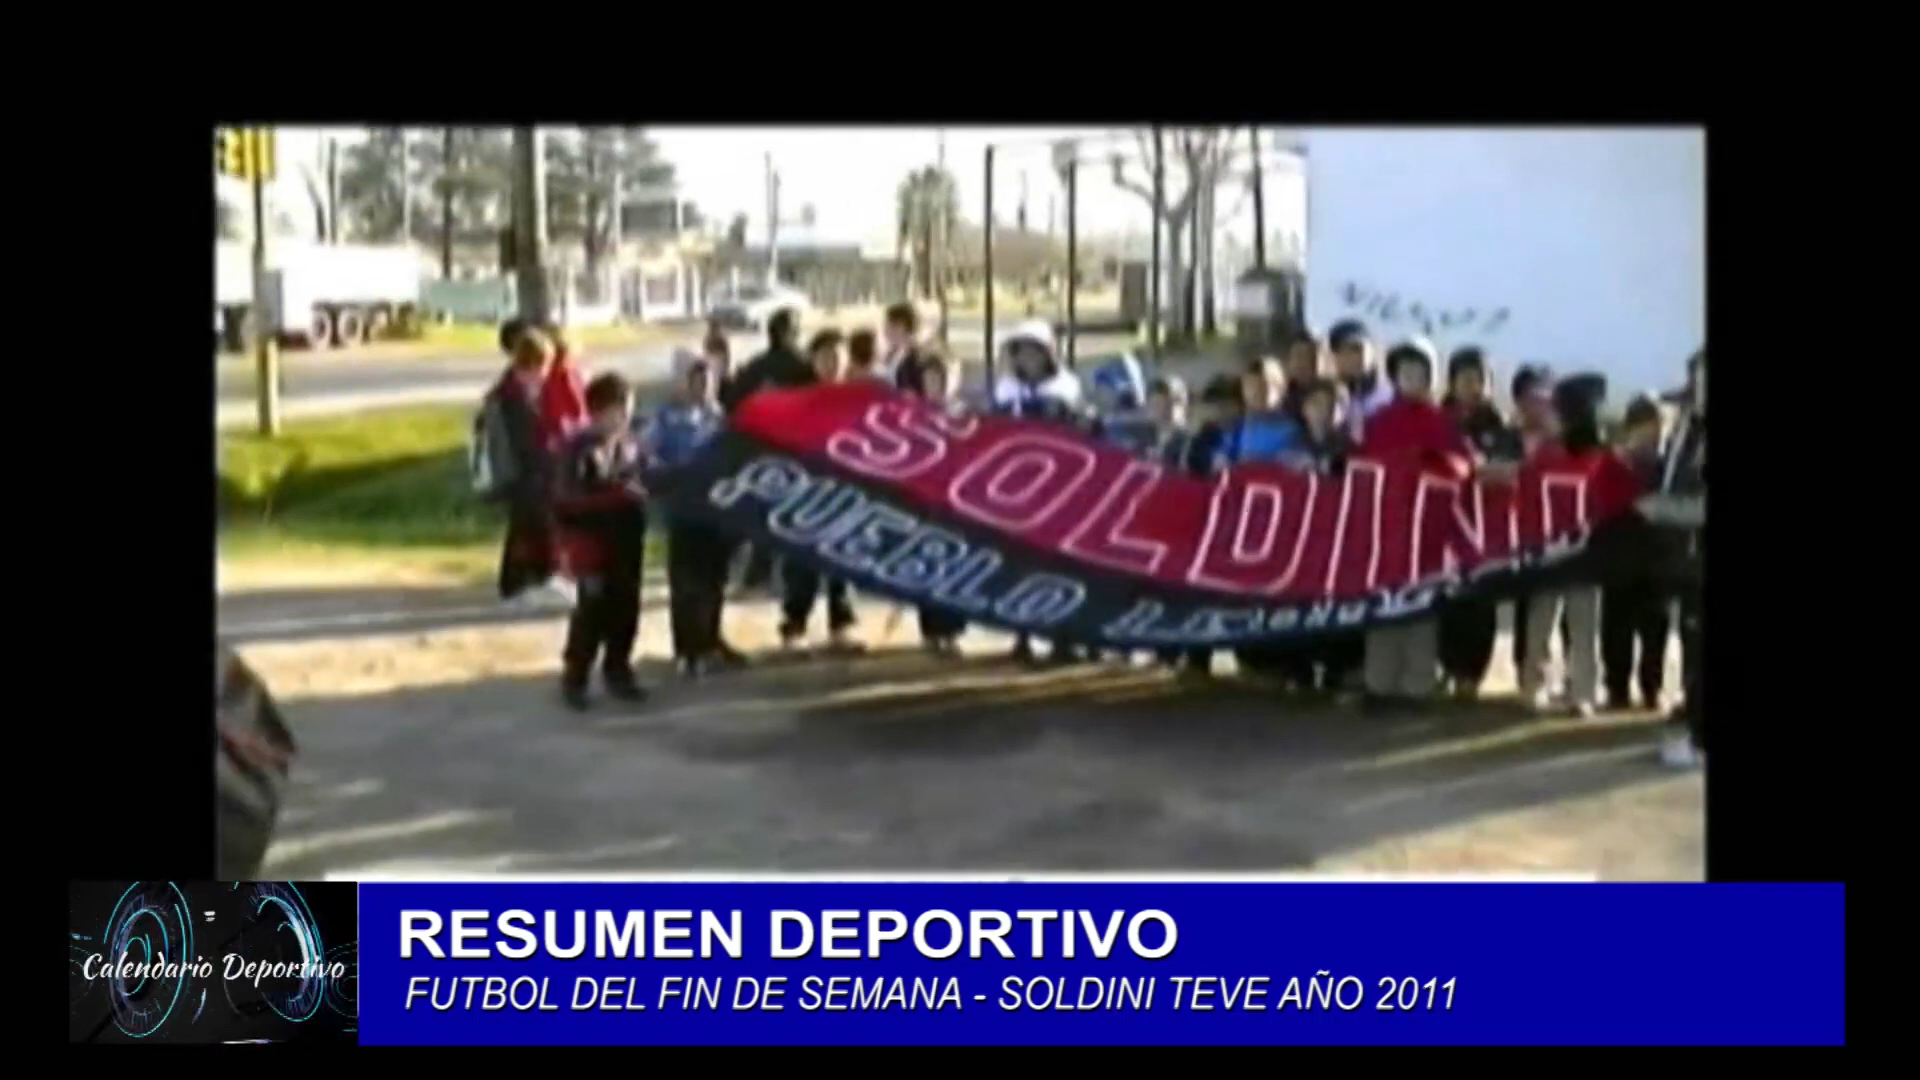 SOLDINI
PUEBLO
Calendario Deportivo
RESUMEN DEPORTIVO
FUTBOL DEL FIN DE SEMANA - SOLDINI TEVE AÑO 2011